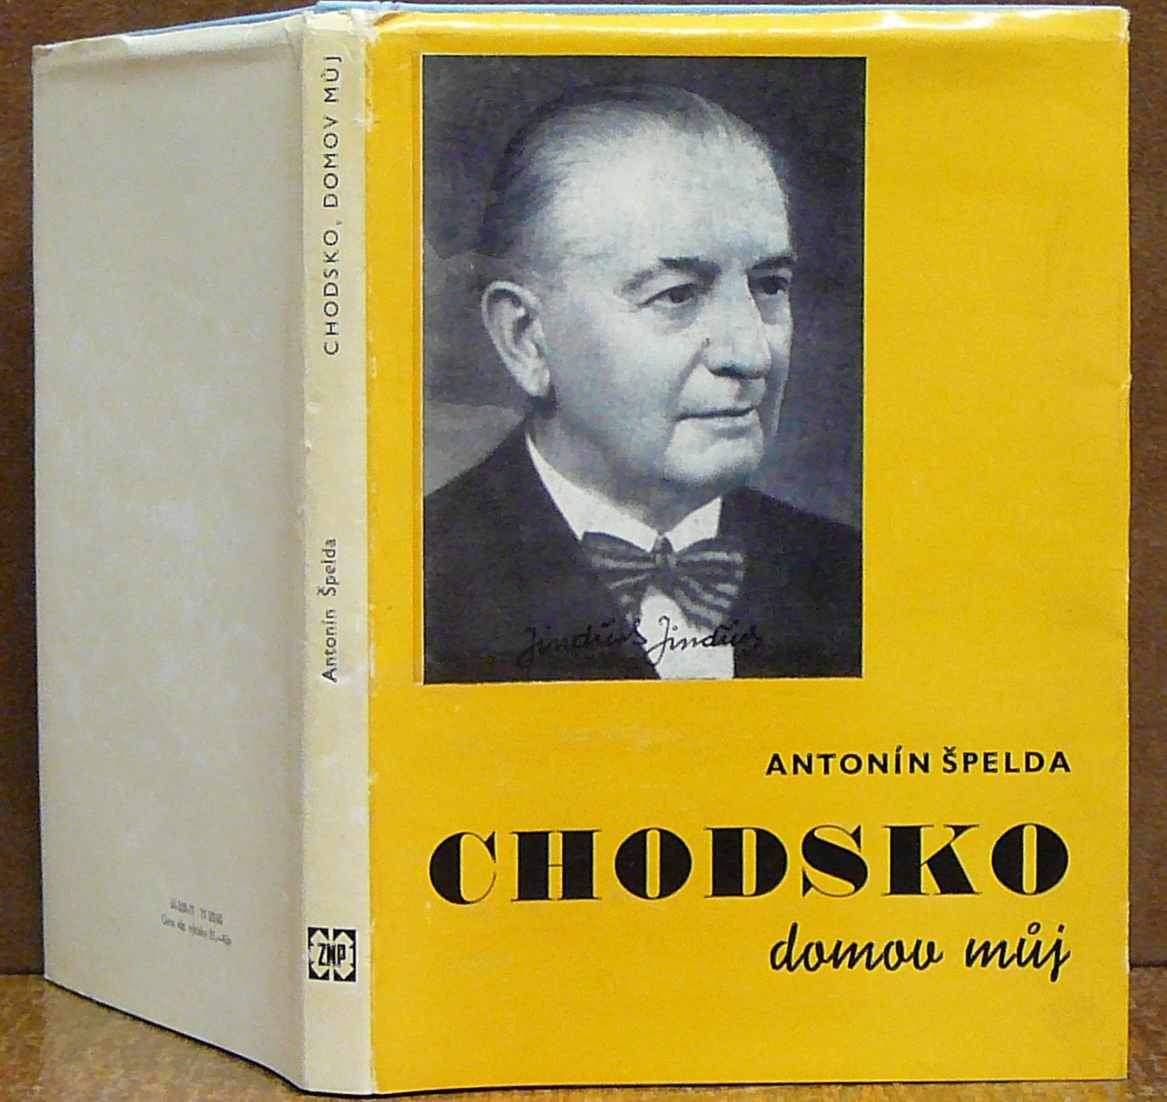 CHODSKO, DOMOV MŮJ
Antonín Špelda
ZNP
Jindřich Jindřich
ANTONÍN ŠPELDA
CHODSKO
domov můj